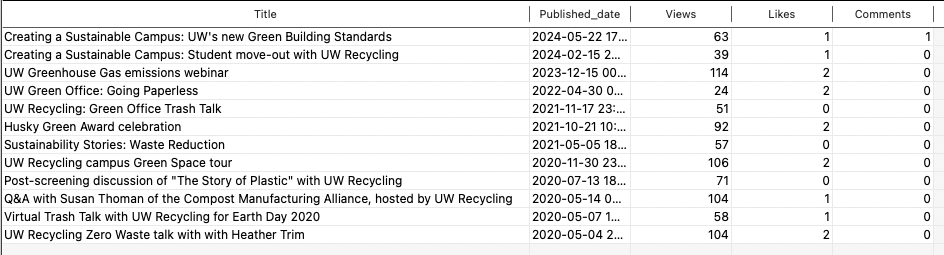 Title Published_date Views Likes Comments
Creating a Sustainable Campus: UW's new Green Building Standards 2024-05-22 17... 63 1 1
Creating a Sustainable Campus: Student move-out with UW Recycling 2024-02-15 2... 39 1 0
UW Greenhouse Gas emissions webinar 2023-12-15 00... 114 2 0
UW Green Office: Going Paperless 2022-04-30 0... 24 2 0
UW Recycling: Green Office Trash Talk 2021-11-17 23:... 51 0 0
Husky Green Award celebration 2021-10-21 10:... 92 2 0
Sustainability Stories: Waste Reduction 2021-05-05 18... 57 0 0
UW Recycling campus Green Space tour 2020-11-30 23... 106 2 0
Post-screening discussion of "The Story of Plastic" with UW Recycling 2020-07-13 18... 71 0 0
Q&A with Susan Thoman of the Compost Manufacturing Alliance, hosted by UW Recycling 2020-05-14 0... 104 1 0
Virtual Trash Talk with UW Recycling for Earth Day 2020 2020-05-07 1... 58 1 0
UW Recycling Zero Waste talk with with Heather Trim 2020-05-04 2... 104 2 0